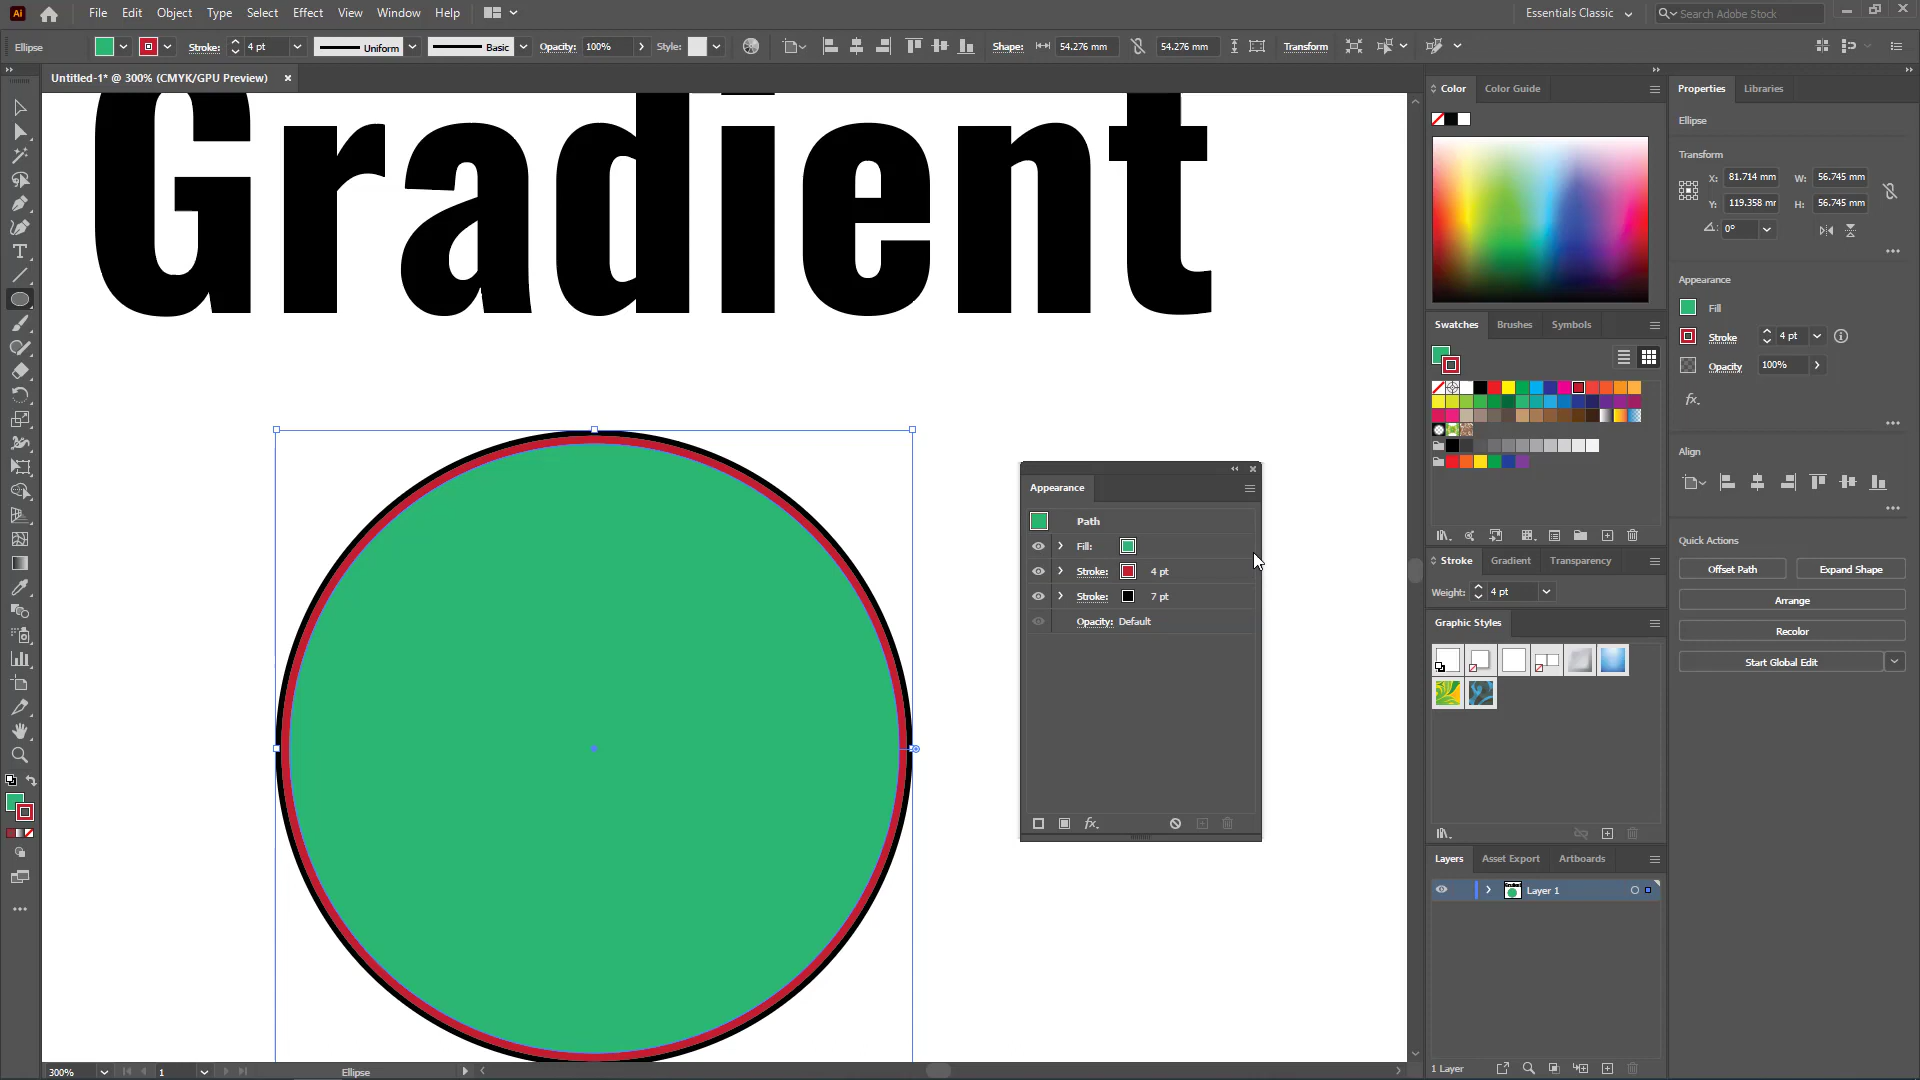 Ai File Edit Object Type Select Effect View Window Help Essentials Classic Search Adobe Stock
Ellipse Stroke: 4 pt Uniform Basic Opacity: 100% Style: Shape: 54.276 mm 54.276 mm Transform
Untitled-1* @ 300% (CMYK/GPU Preview)
Gradient
Appearance
Path
Fill:
Stroke: 4 pt
Stroke: 7 pt
Opacity: Default
fx.
Color Color Guide
Swatches Brushes Symbols
Stroke Gradient Transparency
Weight: 4 pt
Graphic Styles
Layers Asset Export Artboards
Layer 1
1 Layer
Properties Libraries
Ellipse
Transform
X: 81.714 mm W: 56.745 mm
Y: 119.358 mr H: 56.745 mm
0°
Appearance
Fill
Stroke 4 pt
Opacity 100%
fx.
Align
Quick Actions
Offset Path Expand Shape
Arrange
Recolor
Start Global Edit
300% 1 Ellipse